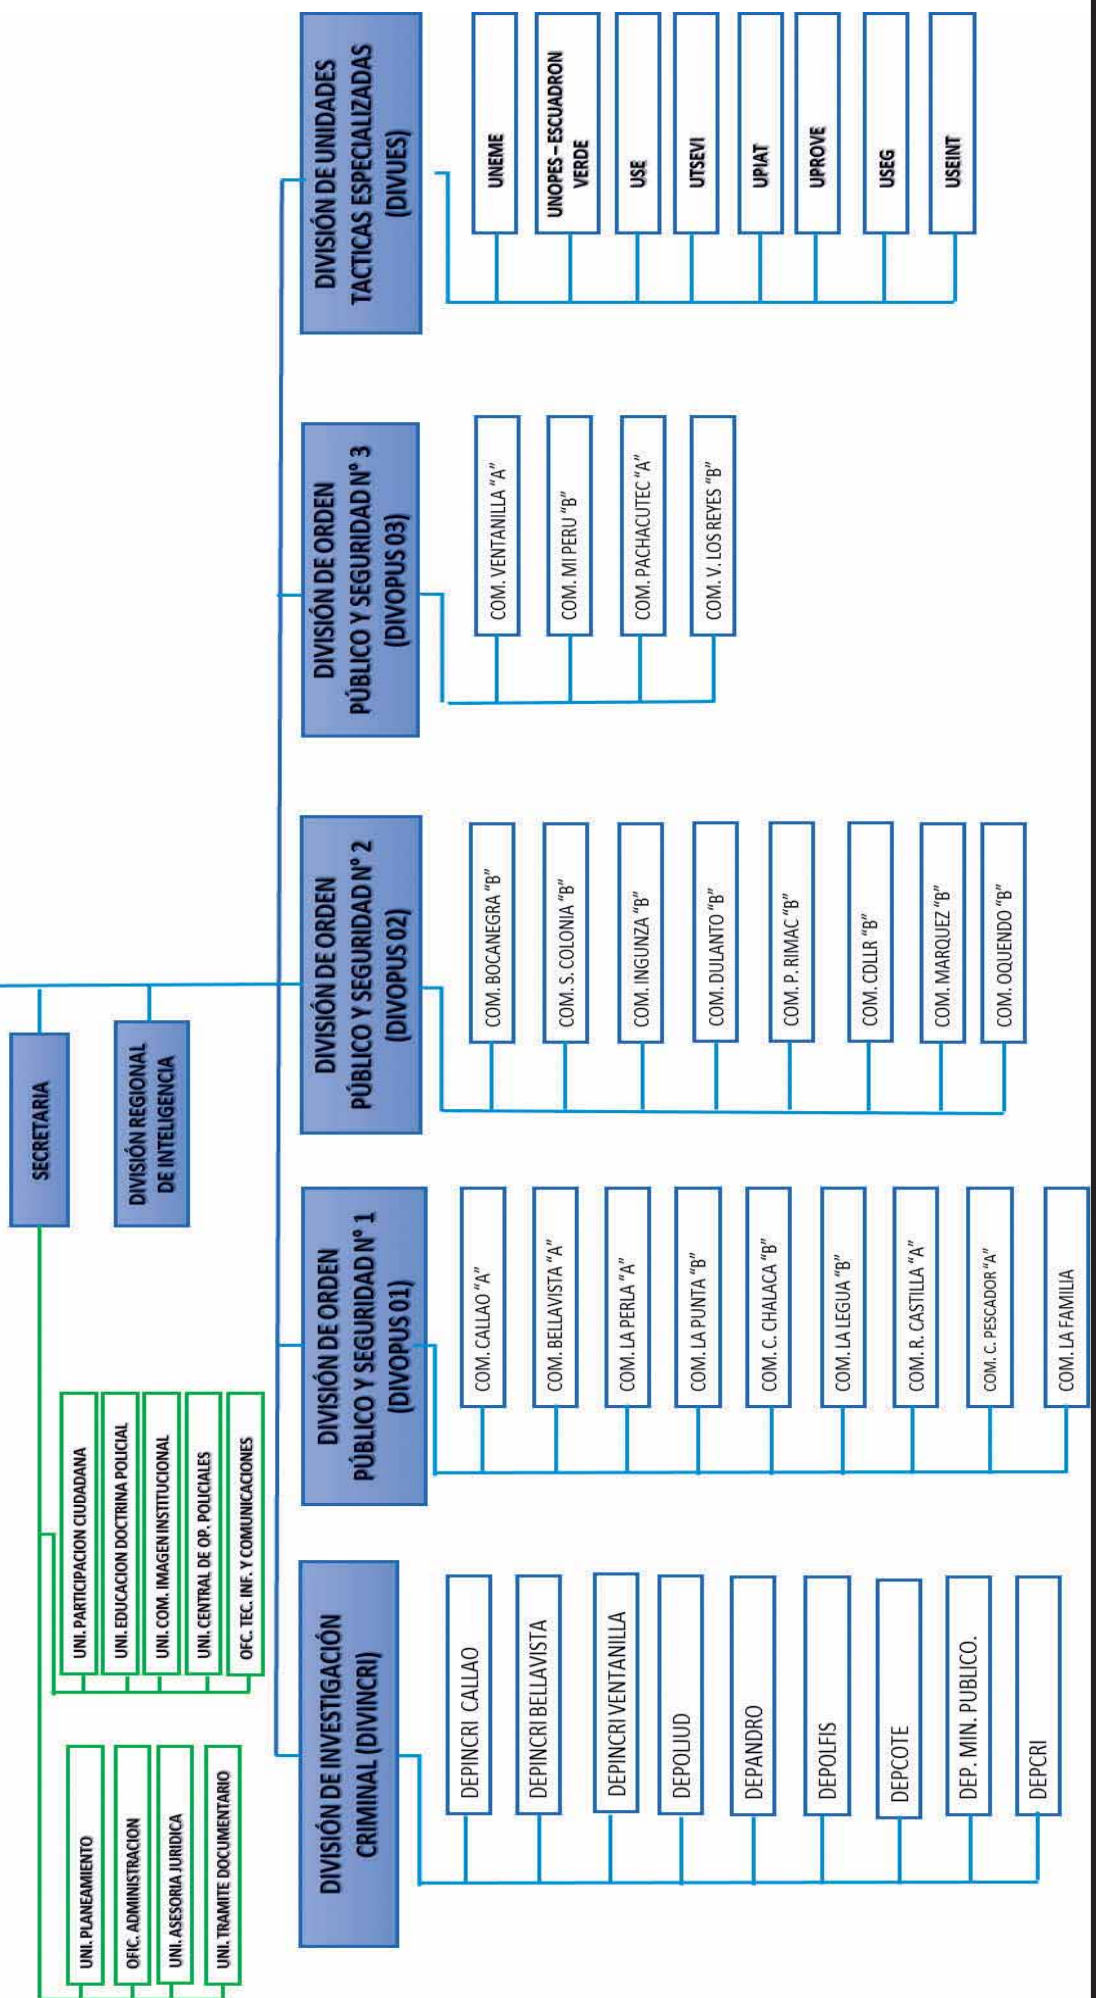 SECRETARIA
DIVISIÓN REGIONAL
DE INTELIGENCIA
UNI. PLANEAMIENTO
OFIC. ADMINISTRACION
UNI. ASESORIA JURIDICA
UNI. TRAMITE DOCUMENTARIO
UNI. PARTICIPACION CIUDADANA
UNI. EDUCACION DOCTRINA POLICIAL
UNI. COM. IMAGEN INSTITUCIONAL
UNI. CENTRAL DE OP. POLICIALES
OFC. TEC. INF. Y COMUNICACIONES
DIVISIÓN DE INVESTIGACIÓN
CRIMINAL (DIVINCRI)
DEPINCRI CALLAO
DEPINCRI BELLAVISTA
DEPINCRI VENTANILLA
DEPOLJUD
DEPANDRO
DEPOLFIS
DEPCOTE
DEP. MIN. PUBLICO.
DEPCRI
DIVISIÓN DE ORDEN
PÚBLICO Y SEGURIDAD N° 1
(DIVOPUS 01)
COM. CALLAO "A"
COM. BELLAVISTA "A"
COM. LA PERLA "A"
COM. LA PUNTA "B"
COM. C. CHALACA "B"
COM. LA LEGUA "B"
COM. R. CASTILLA "A"
COM. C. PESCADOR "A"
COM. LA FAMILIA
DIVISIÓN DE ORDEN
PÚBLICO Y SEGURIDAD N° 2
(DIVOPUS 02)
COM. BOCANEGRA "B"
COM. S. COLONIA "B"
COM. INGUNZA "B"
COM. DULANTO "B"
COM. P. RIMAC "B"
COM. CDLLR "B"
COM. MARQUEZ "B"
COM. OQUENDO "B"
DIVISIÓN DE ORDEN
PÚBLICO Y SEGURIDAD N° 3
(DIVOPUS 03)
COM. VENTANILLA "A"
COM. MI PERU "B"
COM. PACHACUTEC "A"
COM. V. LOS REYES "B"
DIVISIÓN DE UNIDADES
TACTICAS ESPECIALIZADAS
(DIVUES)
UNEME
UNOPES – ESCUADRON
VERDE
USE
UTSEVI
UPIAT
UPROVE
USEG
USEINT